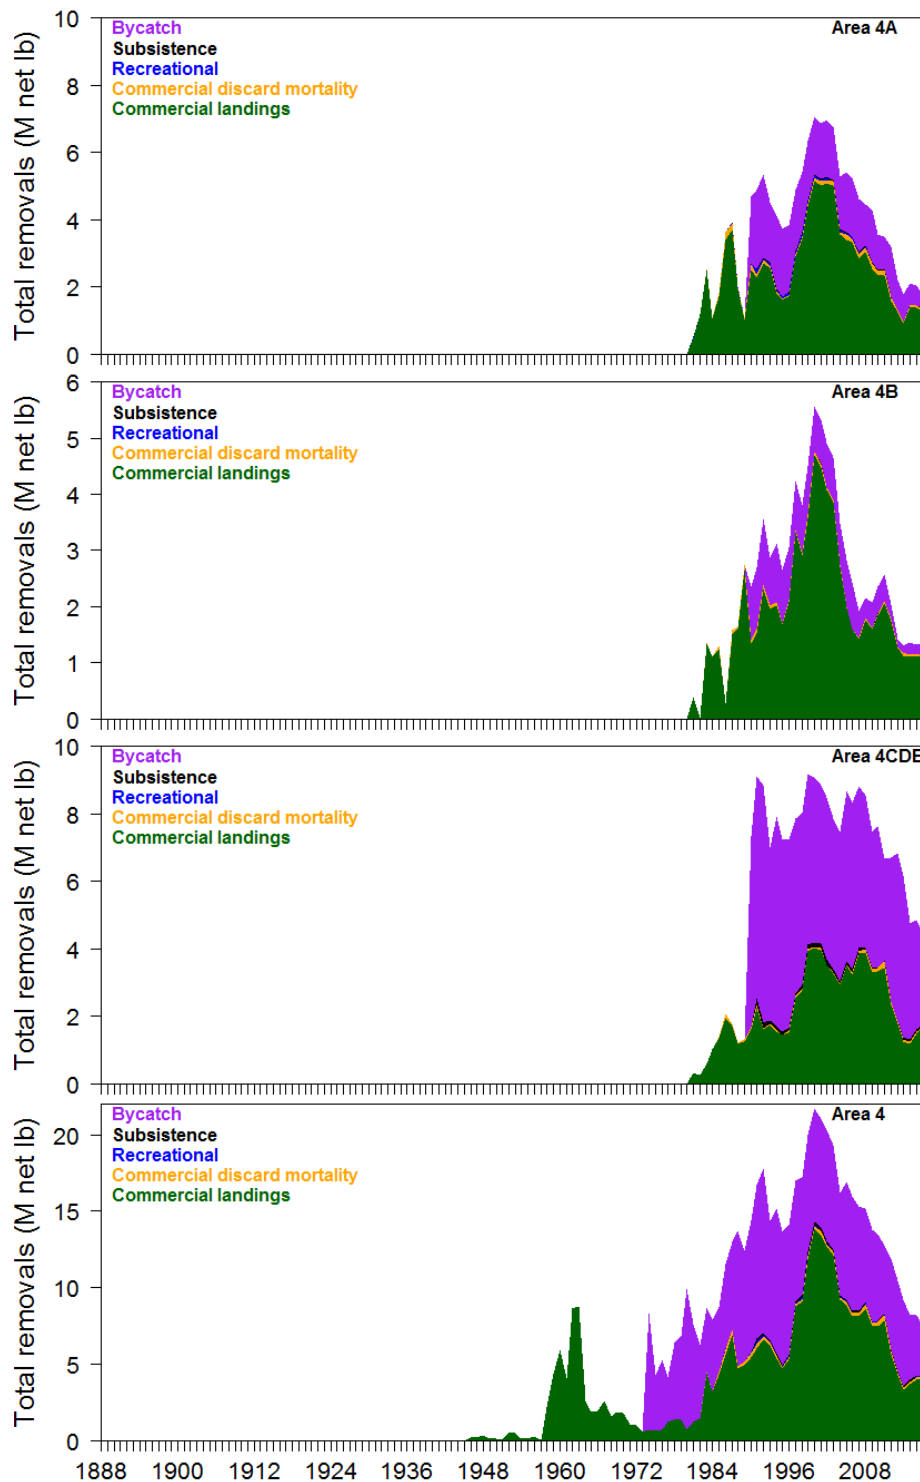 Total removals (M net lb)
10
8
6
4
2
0
Bycatch
Subsistence
Recreational
Commercial discard mortality
Commercial landings
Area 4A
Total removals (M net lb)
6
5
4
3
2
1
0
Bycatch
Subsistence
Recreational
Commercial discard mortality
Commercial landings
Area 4B
Total removals (M net lb)
10
8
6
4
2
0
Bycatch
Subsistence
Recreational
Commercial discard mortality
Commercial landings
Area 4CDE
Total removals (M net lb)
20
15
10
5
0
Bycatch
Subsistence
Recreational
Commercial discard mortality
Commercial landings
Area 4
1888 1900 1912 1924 1936 1948 1960 1972 1984 1996 2008